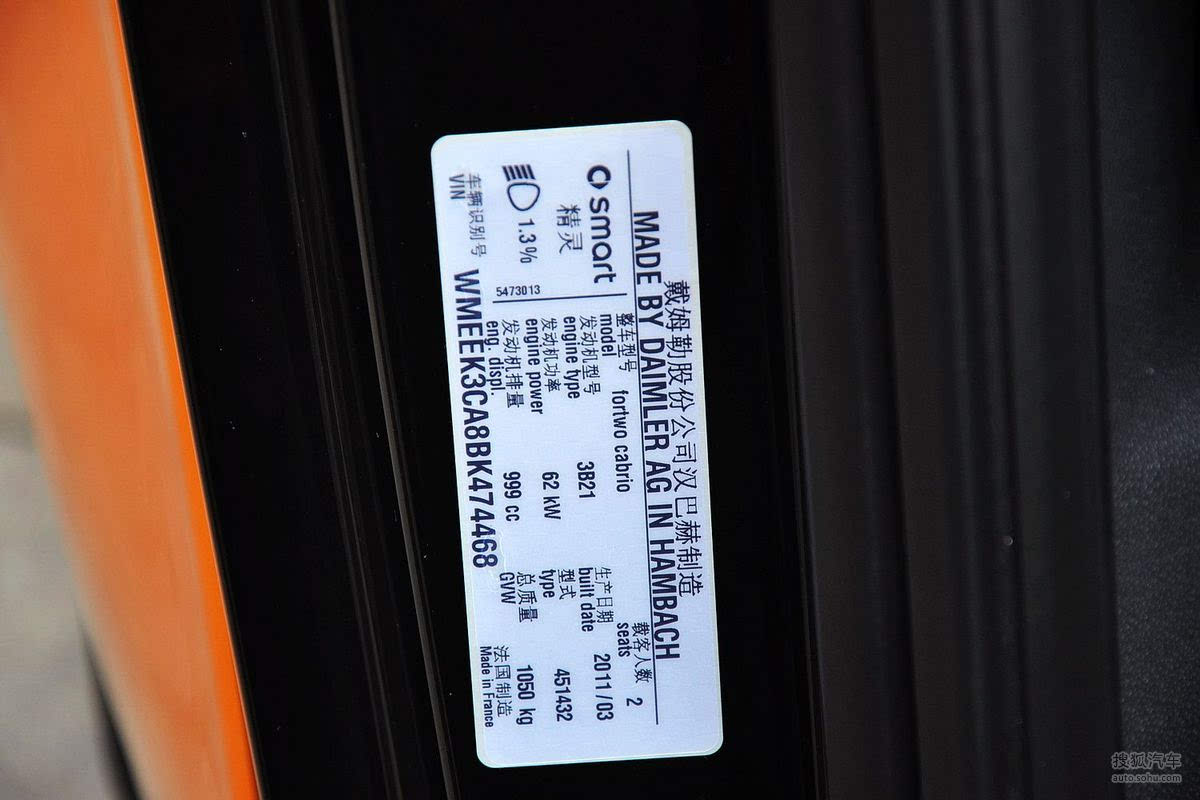 戴姆勒股份公司汉巴赫制造
MADE BY DAIMLER AG IN HAMBACH
smart
精灵
1.3%
5473013
整车型号
model fortwo cabrio
载客人数
seats 2
发动机型号
engine type 3B21
生产日期
built date 2011/03
发动机功率
engine power 62 kW
型式
type 451432
发动机排量
eng. displ. 999 cc
总质量
GVW 1050 kg
车辆识别号
VIN WMEEK3CA8BK474468
法国制造
Made in France
搜狐汽车
auto.sohu.com